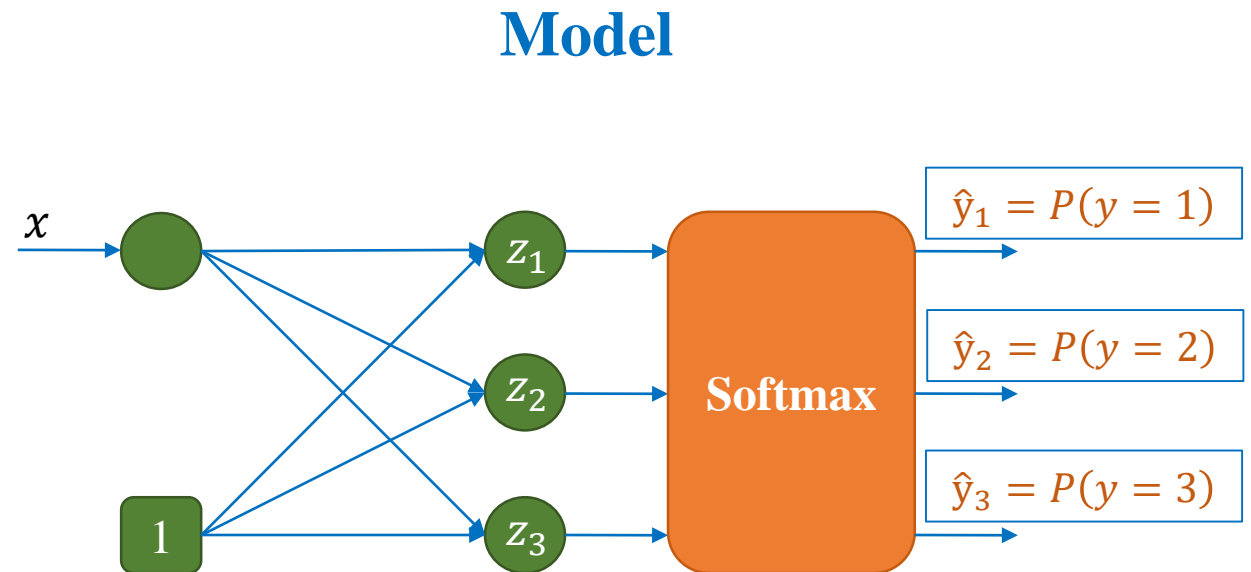 Model
x
1
z₁
z₂
z₃
Softmax
ŷ₁ = P(y = 1)
ŷ₂ = P(y = 2)
ŷ₃ = P(y = 3)